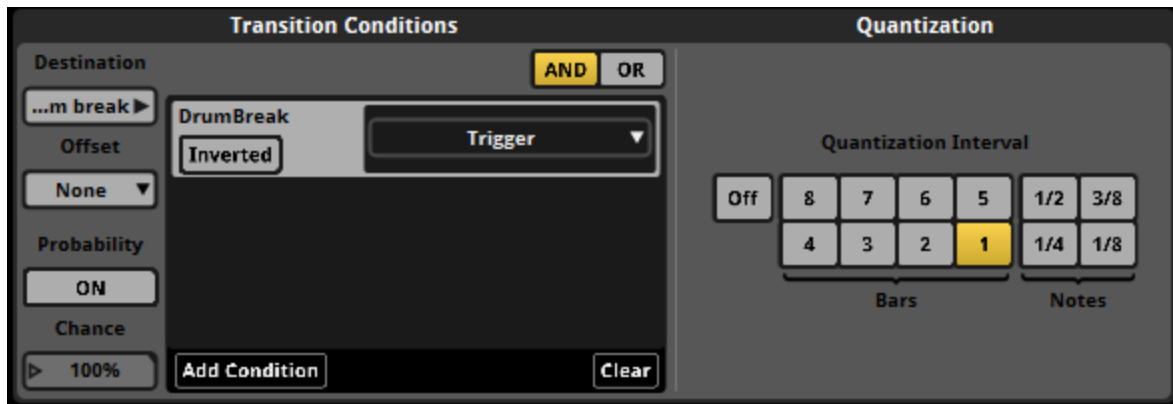 Transition Conditions
Quantization
Destination
AND OR
...m break
DrumBreak
Inverted
Trigger
Offset
None
Quantization Interval
Off 8 7 6 5 1/2 3/8
4 3 2 1 1/4 1/8
Bars
Notes
Probability
ON
Chance
100%
Add Condition
Clear